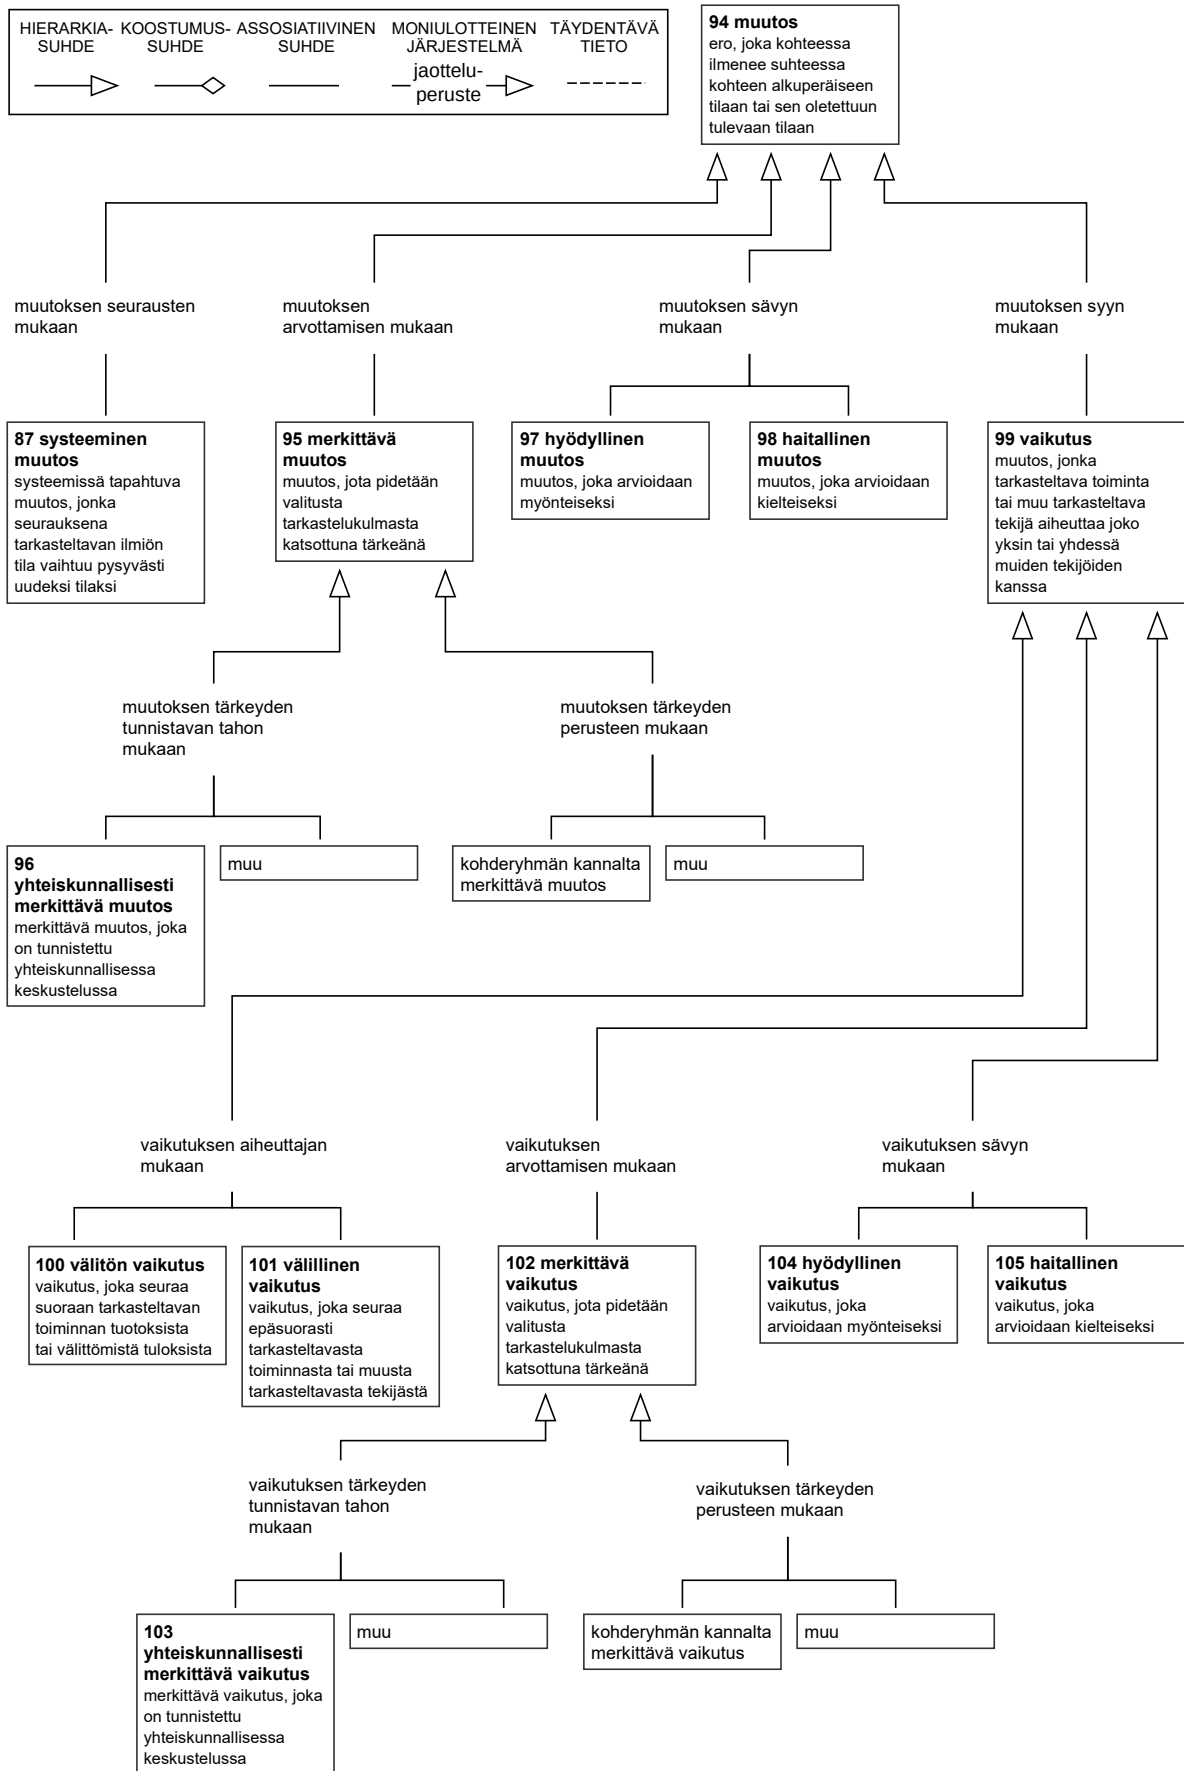 HIERARKIA-
SUHDE
KOOSTUMUS-
SUHDE
ASSOSIATIIVINEN
SUHDE
MONIULOTTEINEN
JÄRJESTELMÄ
jaottelu-
peruste
TÄYDENTÄVÄ
TIETO
94 muutos
ero, joka kohteessa
ilmenee suhteessa
kohteen alkuperäiseen
tilaan tai sen oletettuun
tulevaan tilaan
muutoksen seurausten
mukaan
muutoksen
arvottamisen mukaan
muutoksen sävyn
mukaan
muutoksen syyn
mukaan
87 systeeminen
muutos
systeemissä tapahtuva
muutos, jonka
seurauksena
tarkasteltavan ilmiön
tila vaihtuu pysyvästi
uudeksi tilaksi
95 merkittävä
muutos
muutos, jota pidetään
valitusta
tarkastelukulmasta
katsottuna tärkeänä
97 hyödyllinen
muutos
muutos, joka arvioidaan
myönteiseksi
98 haitallinen
muutos
muutos, joka arvioidaan
kielteiseksi
99 vaikutus
muutos, jonka
tarkasteltava toiminta
tai muu tarkasteltava
tekijä aiheuttaa joko
yksin tai yhdessä
muiden tekijöiden
kanssa
muutoksen tärkeyden
tunnistavan tahon
mukaan
muutoksen tärkeyden
perusteen mukaan
96
yhteiskunnallisesti
merkittävä muutos
merkittävä muutos, joka
on tunnistettu
yhteiskunnallisessa
keskustelussa
muu
kohderyhmän kannalta
merkittävä muutos
muu
vaikutuksen aiheuttajan
mukaan
vaikutuksen
arvottamisen mukaan
vaikutuksen sävyn
mukaan
100 välitön vaikutus
vaikutus, joka seuraa
suoraan tarkasteltavan
toiminnan tuotoksista
tai välittömistä tuloksista
101 välillinen
vaikutus
vaikutus, joka seuraa
epäsuorasti
tarkasteltavasta
toiminnasta tai muusta
tarkasteltavasta tekijästä
102 merkittävä
vaikutus
vaikutus, jota pidetään
valitusta
tarkastelukulmasta
katsottuna tärkeänä
104 hyödyllinen
vaikutus
vaikutus, joka
arvioidaan myönteiseksi
105 haitallinen
vaikutus
vaikutus, joka
arvioidaan kielteiseksi
vaikutuksen tärkeyden
tunnistavan tahon
mukaan
vaikutuksen tärkeyden
perusteen mukaan
103
yhteiskunnallisesti
merkittävä vaikutus
merkittävä vaikutus, joka
on tunnistettu
yhteiskunnallisessa
keskustelussa
muu
kohderyhmän kannalta
merkittävä vaikutus
muu